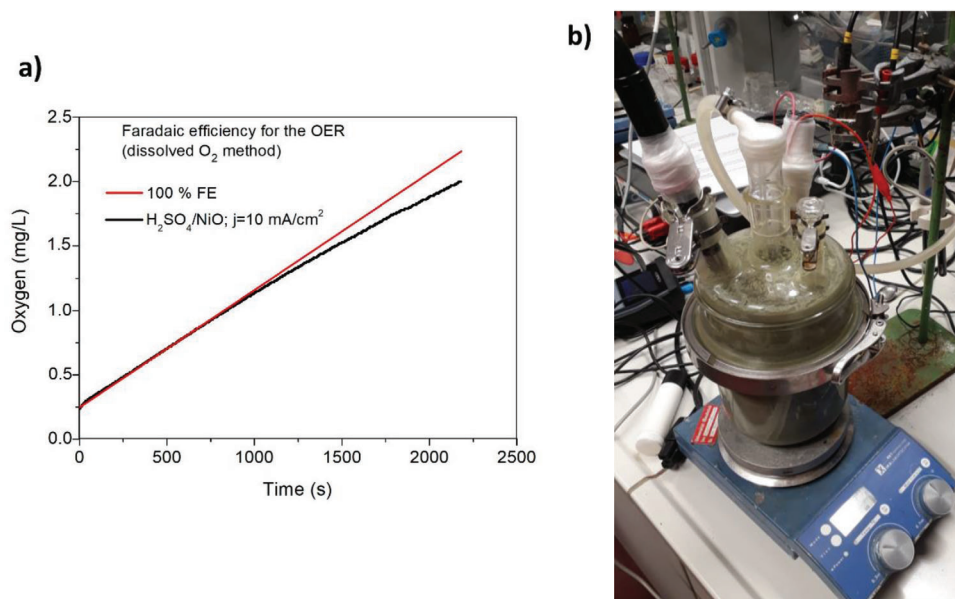 a)
b)
Faradaic efficiency for the OER
(dissolved O₂ method)
100 % FE
H₂SO₄/NiO; j=10 mA/cm²
Oxygen (mg/L)
2.5
2.0
1.5
1.0
0.5
0.0
0
500
1000
1500
2000
2500
Time (s)